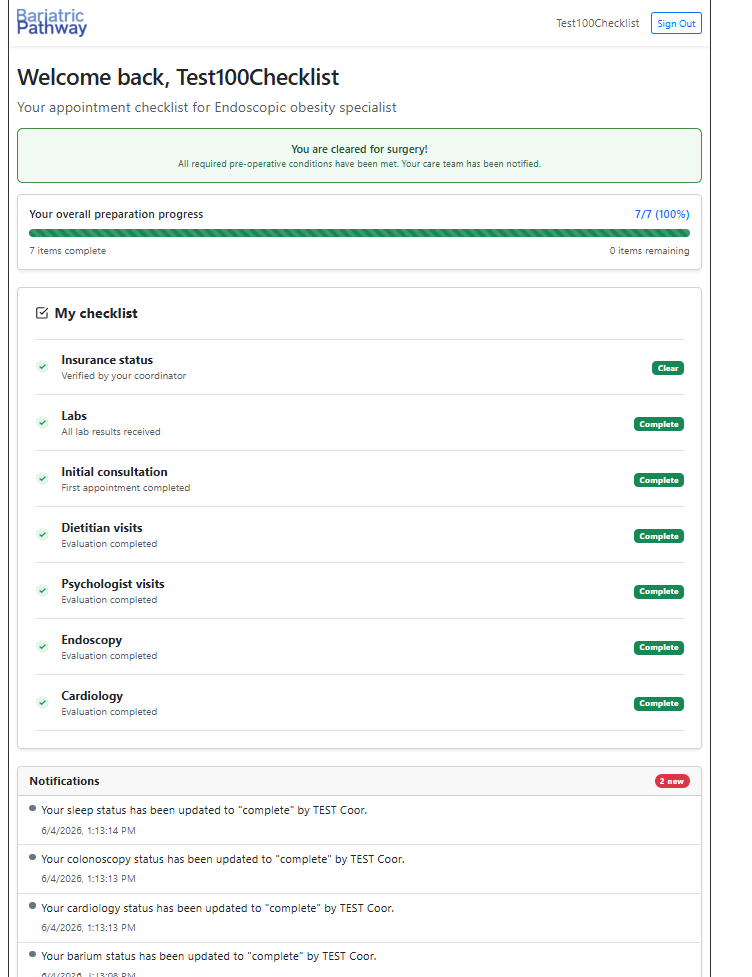 Bariatric
Pathway
Test100Checklist
Sign Out
Welcome back, Test100Checklist
Your appointment checklist for Endoscopic obesity specialist
You are cleared for surgery!
All required pre-operative conditions have been met. Your care team has been notified.
Your overall preparation progress
7/7 (100%)
7 items complete
0 items remaining
My checklist
Insurance status
Verified by your coordinator
Clear
Labs
All lab results received
Complete
Initial consultation
First appointment completed
Complete
Dietitian visits
Evaluation completed
Complete
Psychologist visits
Evaluation completed
Complete
Endoscopy
Evaluation completed
Complete
Cardiology
Evaluation completed
Complete
Notifications
2 new
Your sleep status has been updated to "complete" by TEST Coor.
6/4/2026, 1:13:14 PM
Your colonoscopy status has been updated to "complete" by TEST Coor.
6/4/2026, 1:13:13 PM
Your cardiology status has been updated to "complete" by TEST Coor.
6/4/2026, 1:13:13 PM
Your barium status has been updated to "complete" by TEST Coor.
6/4/2026, 1:13:08 PM